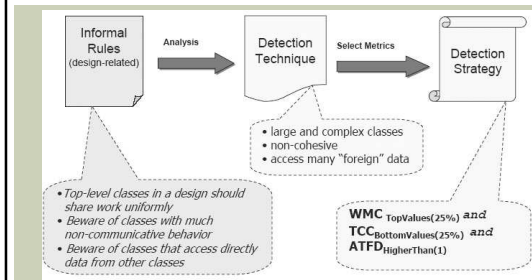 Informal
Rules
(design-related)
Analysis
Detection
Technique
Select Metrics
Detection
Strategy
• large and complex classes
• non-cohesive
• access many "foreign" data
• Top-level classes in a design should
share work uniformly
• Beware of classes with much
non-communicative behavior
• Beware of classes that access directly
data from other classes
WMC TopValues(25%) and
TCC BottomValues(25%) and
ATFD HigherThan(1)